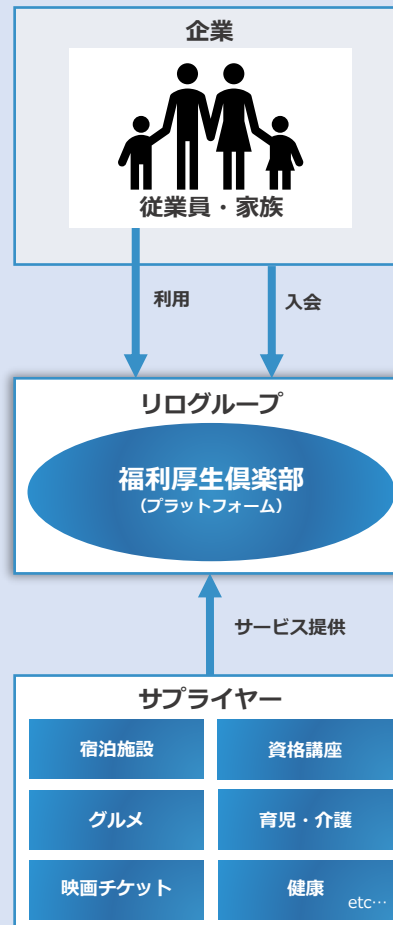 企業
従業員・家族
利用
入会
リログループ
福利厚生倶楽部
（プラットフォーム）
サービス提供
サプライヤー
宿泊施設
資格講座
グルメ
育児・介護
映画チケット
健康
etc…